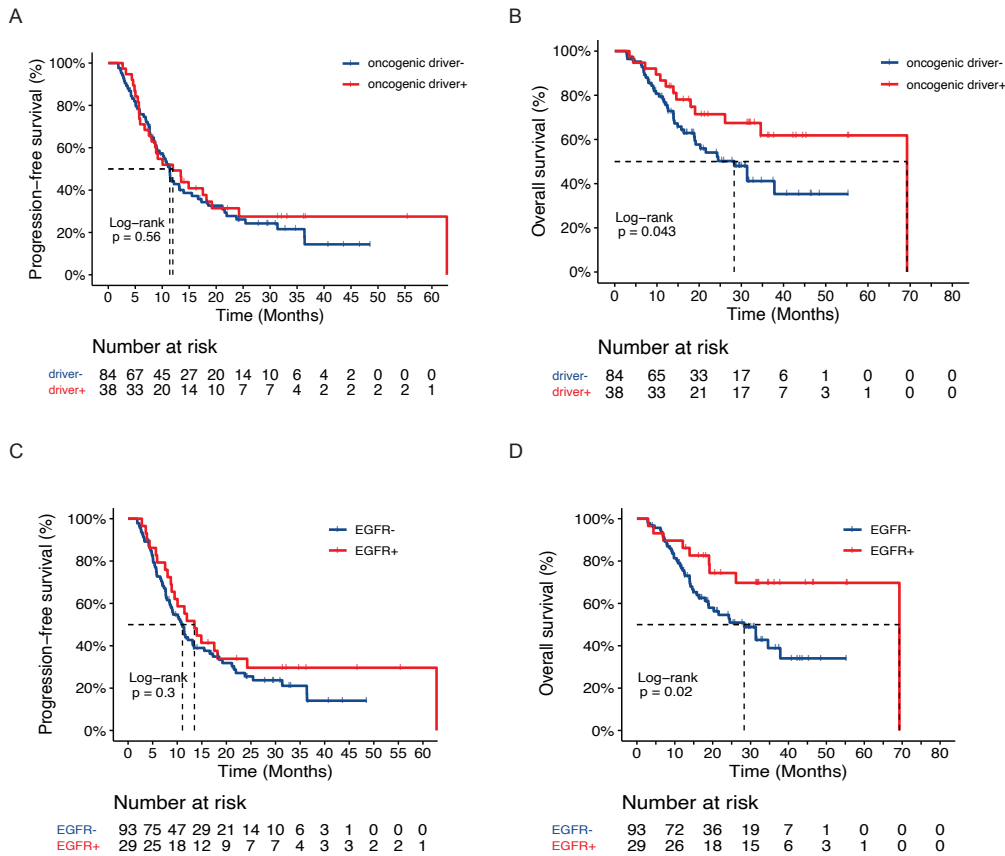 A
100%
80%
60%
40%
20%
0%
Progression−free survival (%)
oncogenic driver-
oncogenic driver+
Log−rank
p = 0.56
0 5 10 15 20 25 30 35 40 45 50 55 60
Time (Months)
Number at risk
driver- 84 67 45 27 20 14 10 6 4 2 0 0 0
driver+ 38 33 20 14 10 7 7 4 2 2 2 2 1
B
100%
80%
60%
40%
20%
0%
Overall survival (%)
oncogenic driver-
oncogenic driver+
Log−rank
p = 0.043
0 10 20 30 40 50 60 70 80
Time (Months)
Number at risk
driver- 84 65 33 17 6 1 0 0 0
driver+ 38 33 21 17 7 3 1 0 0
C
100%
80%
60%
40%
20%
0%
Progression−free survival (%)
EGFR-
EGFR+
Log−rank
p = 0.3
0 5 10 15 20 25 30 35 40 45 50 55 60
Time (Months)
Number at risk
EGFR- 93 75 47 29 21 14 10 6 3 1 0 0 0
EGFR+ 29 25 18 12 9 7 7 4 3 3 2 2 1
D
100%
80%
60%
40%
20%
0%
Overall survival (%)
EGFR-
EGFR+
Log−rank
p = 0.02
0 10 20 30 40 50 60 70 80
Time (Months)
Number at risk
EGFR- 93 72 36 19 7 1 0 0 0
EGFR+ 29 26 18 15 6 3 1 0 0